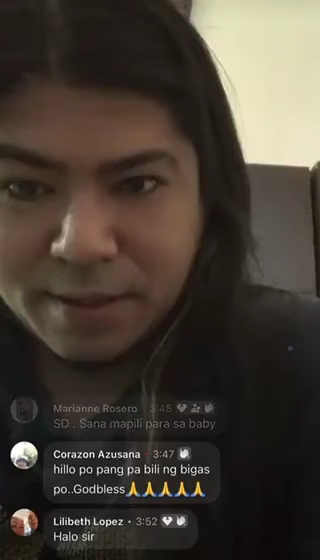 Marianne Rosero · 3:45
SD . Sana mapili para sa baby
Corazon Azusana · 3:47
hillo po pang pa bili ng bigas
po..Godbless🙏🙏🙏🙏🙏
Lilibeth Lopez · 3:52
Halo sir